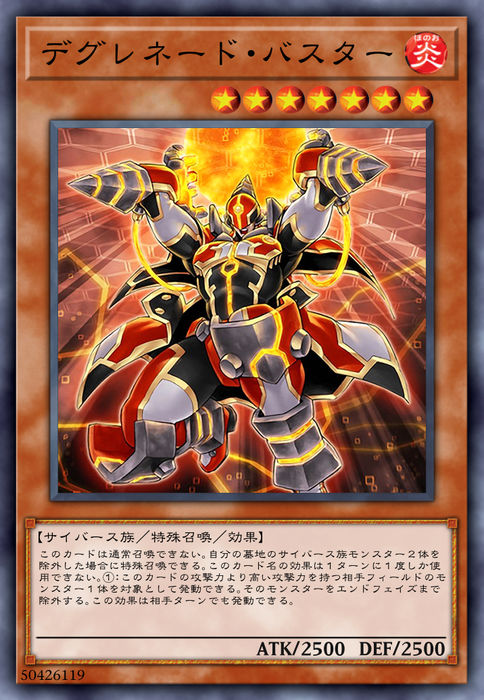 デグレネード・バスター
ほのお
炎
【サイバース族／特殊召喚／効果】
このカードは通常召喚できない。自分の墓地のサイバース族モンスター２体を
除外した場合に特殊召喚できる。このカード名の効果は１ターンに１度しか使
用できない。①：このカードの攻撃力より高い攻撃力を持つ相手フィールドのモ
ンスター１体を対象として発動できる。そのモンスターをエンドフェイズまで
除外する。この効果は相手ターンでも発動できる。
ATK/2500 DEF/2500
50426119